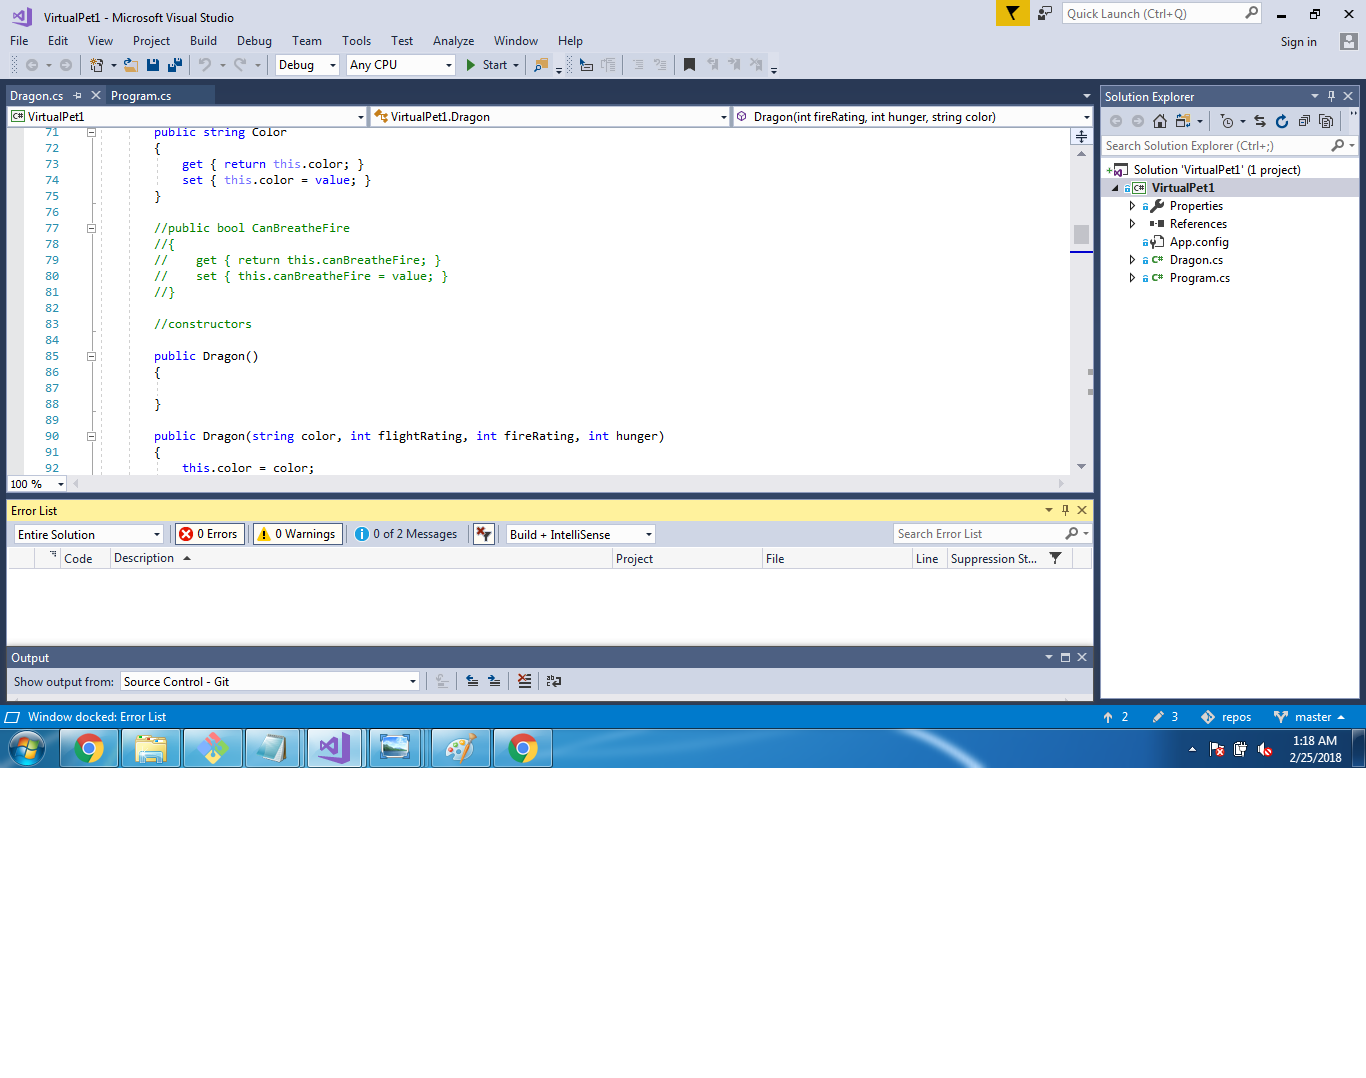 VirtualPet1 - Microsoft Visual Studio
Quick Launch (Ctrl+Q)
File Edit View Project Build Debug Team Tools Test Analyze Window Help
Sign in
Debug Any CPU Start
Dragon.cs Program.cs
VirtualPet1 VirtualPet1.Dragon Dragon(int fireRating, int hunger, string color)
71 public string Color
72 {
73 get { return this.color; }
74 set { this.color = value; }
75 }
76
77 //public bool CanBreatheFire
78 //{
79 // get { return this.canBreatheFire; }
80 // set { this.canBreatheFire = value; }
81 //}
82
83 //constructors
84
85 public Dragon()
86 {
87
88 }
89
90 public Dragon(string color, int flightRating, int fireRating, int hunger)
91 {
92 this.color = color;
100 %
Solution Explorer
Search Solution Explorer (Ctrl+;)
Solution 'VirtualPet1' (1 project)
C# VirtualPet1
Properties
References
App.config
C# Dragon.cs
C# Program.cs
Error List
Entire Solution 0 Errors 0 Warnings 0 of 2 Messages Build + IntelliSense Search Error List
Code Description Project File Line Suppression St...
Output
Show output from: Source Control - Git
Window docked: Error List 2 3 repos master
1:18 AM
2/25/2018